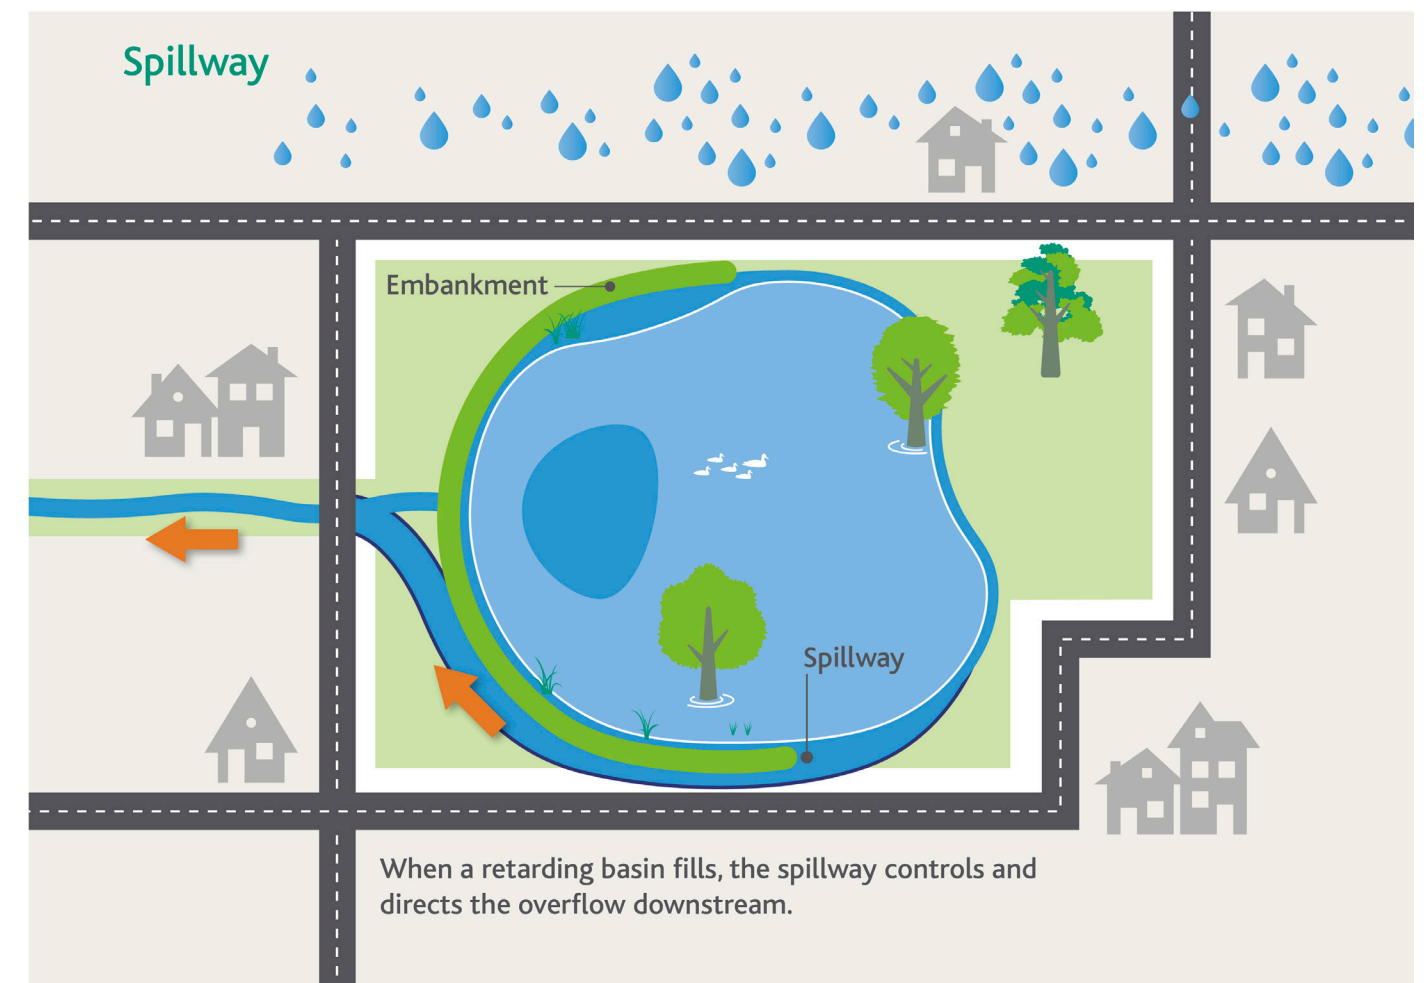 Spillway
Embankment
Spillway
When a retarding basin fills, the spillway controls and
directs the overflow downstream.